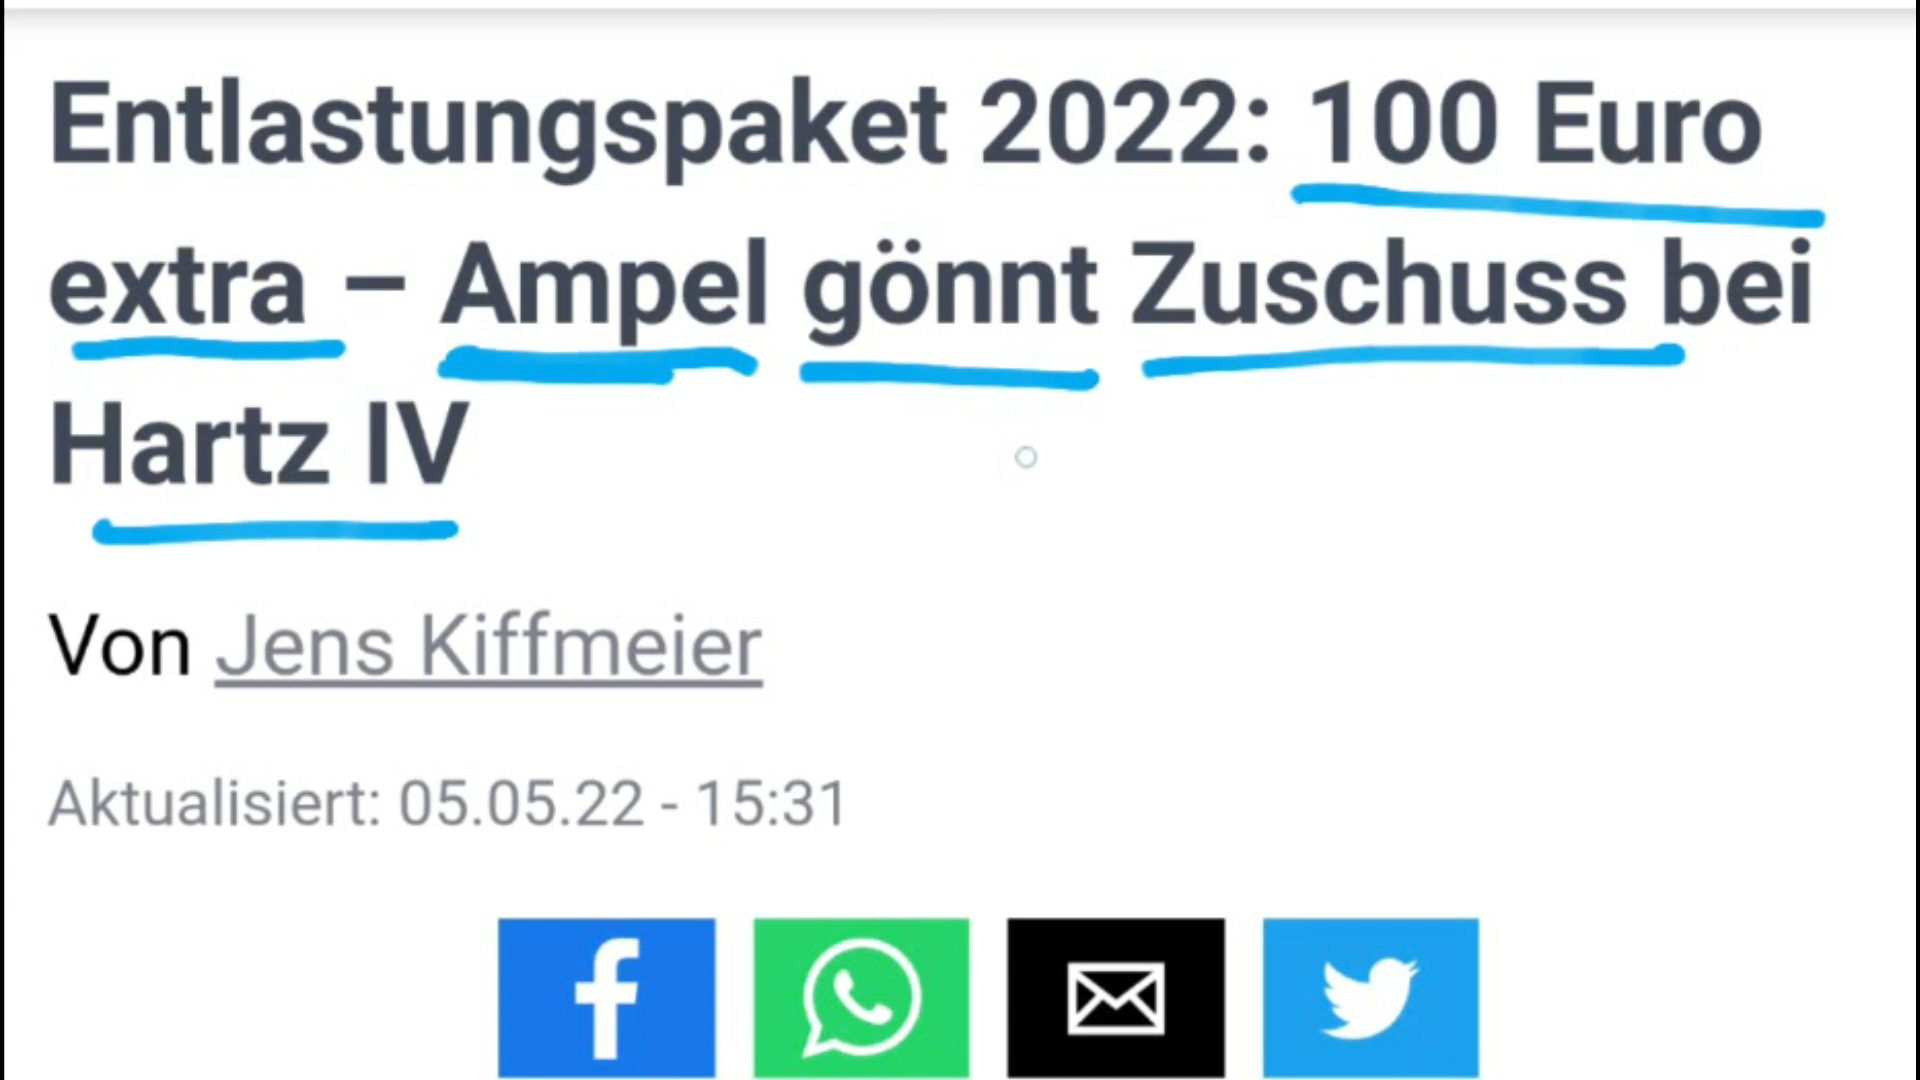 Entlastungspaket 2022: 100 Euro
extra – Ampel gönnt Zuschuss bei
Hartz IV
Von Jens Kiffmeier
Aktualisiert: 05.05.22 - 15:31